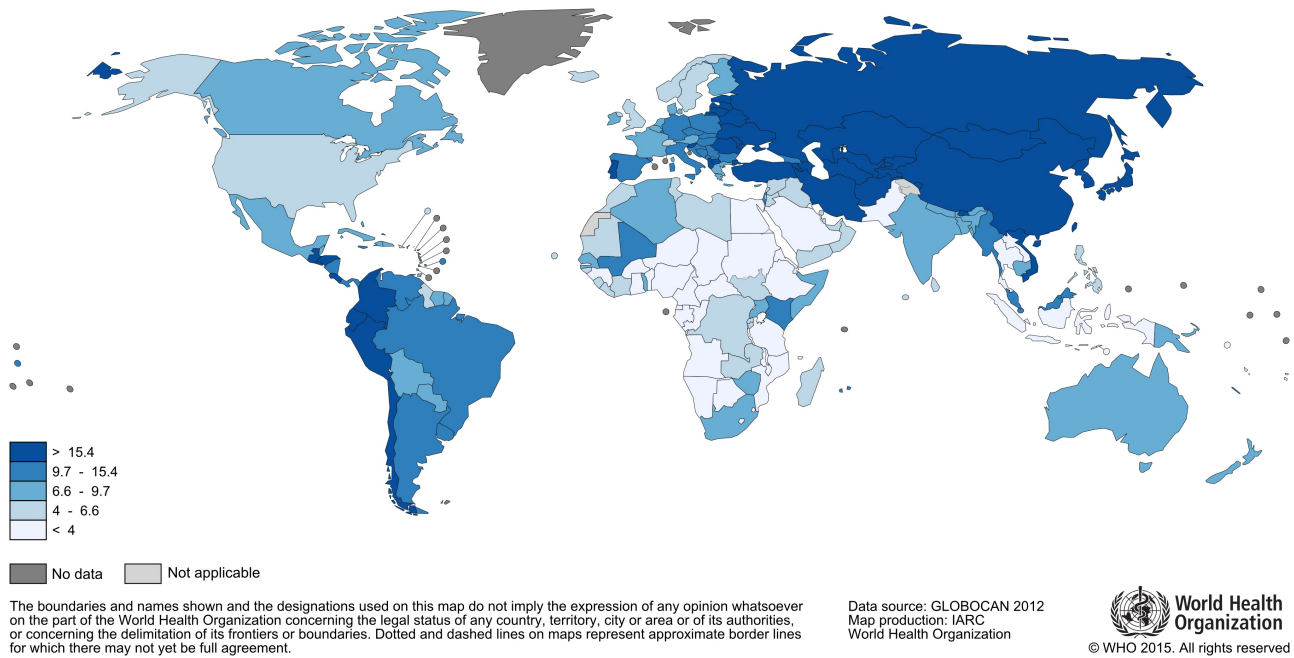 > 15.4
9.7 - 15.4
6.6 - 9.7
4 - 6.6
< 4
No data
Not applicable
The boundaries and names shown and the designations used on this map do not imply the expression of any opinion whatsoever
on the part of the World Health Organization concerning the legal status of any country, territory, city or area or of its authorities,
or concerning the delimitation of its frontiers or boundaries. Dotted and dashed lines on maps represent approximate border lines
for which there may not yet be full agreement.
Data source: GLOBOCAN 2012
Map production: IARC
World Health Organization
World Health
Organization
© WHO 2015. All rights reserved